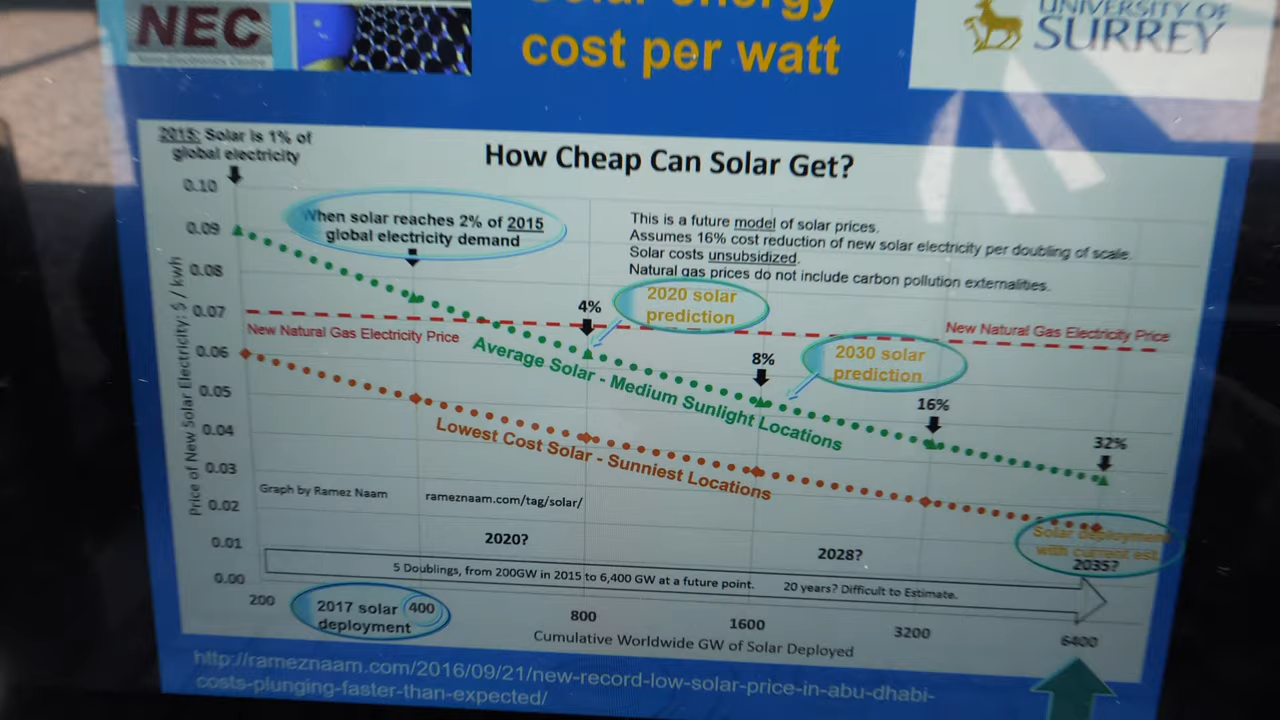 NEC
Solar energy
cost per watt
UNIVERSITY OF
SURREY
2015: Solar is 1% of
global electricity
How Cheap Can Solar Get?
When solar reaches 2% of 2015
global electricity demand
This is a future model of solar prices.
Assumes 16% cost reduction of new solar electricity per doubling of scale.
Solar costs unsubsidized.
Natural gas prices do not include carbon pollution externalities.
0.10
0.09
0.08
0.07
0.06
0.05
0.04
0.03
0.02
0.01
0.00
Price of New Solar Electricity: $ / kwh
4%
2020 solar
prediction
New Natural Gas Electricity Price
New Natural Gas Electricity Price
8%
2030 solar
prediction
16%
32%
Average Solar - Medium Sunlight Locations
Lowest Cost Solar - Sunniest Locations
Graph by Ramez Naam
rameznaam.com/tag/solar/
Solar deployment
with current est.
2020?
2028?
2035?
5 Doublings, from 200GW in 2015 to 6,400 GW at a future point.
20 years? Difficult to Estimate.
200
2017 solar 400
deployment
800
1600
3200
6400
Cumulative Worldwide GW of Solar Deployed
http://rameznaam.com/2016/09/21/new-record-low-solar-price-in-abu-dhabi-
costs-plunging-faster-than-expected/